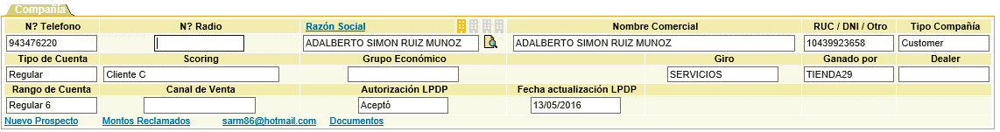 Compañía
N? Telefono N? Radio Razón Social Nombre Comercial RUC / DNI / Otro Tipo Compañía
943476220 ADALBERTO SIMON RUIZ MUNOZ ADALBERTO SIMON RUIZ MUNOZ 10439923658 Customer
Tipo de Cuenta Scoring Grupo Económico Giro Ganado por Dealer
Regular Cliente C SERVICIOS TIENDA29
Rango de Cuenta Canal de Venta Autorización LPDP Fecha actualización LPDP
Regular 6 Aceptó 13/05/2016
Nuevo Prospecto Montos Reclamados sarm86@hotmail.com Documentos